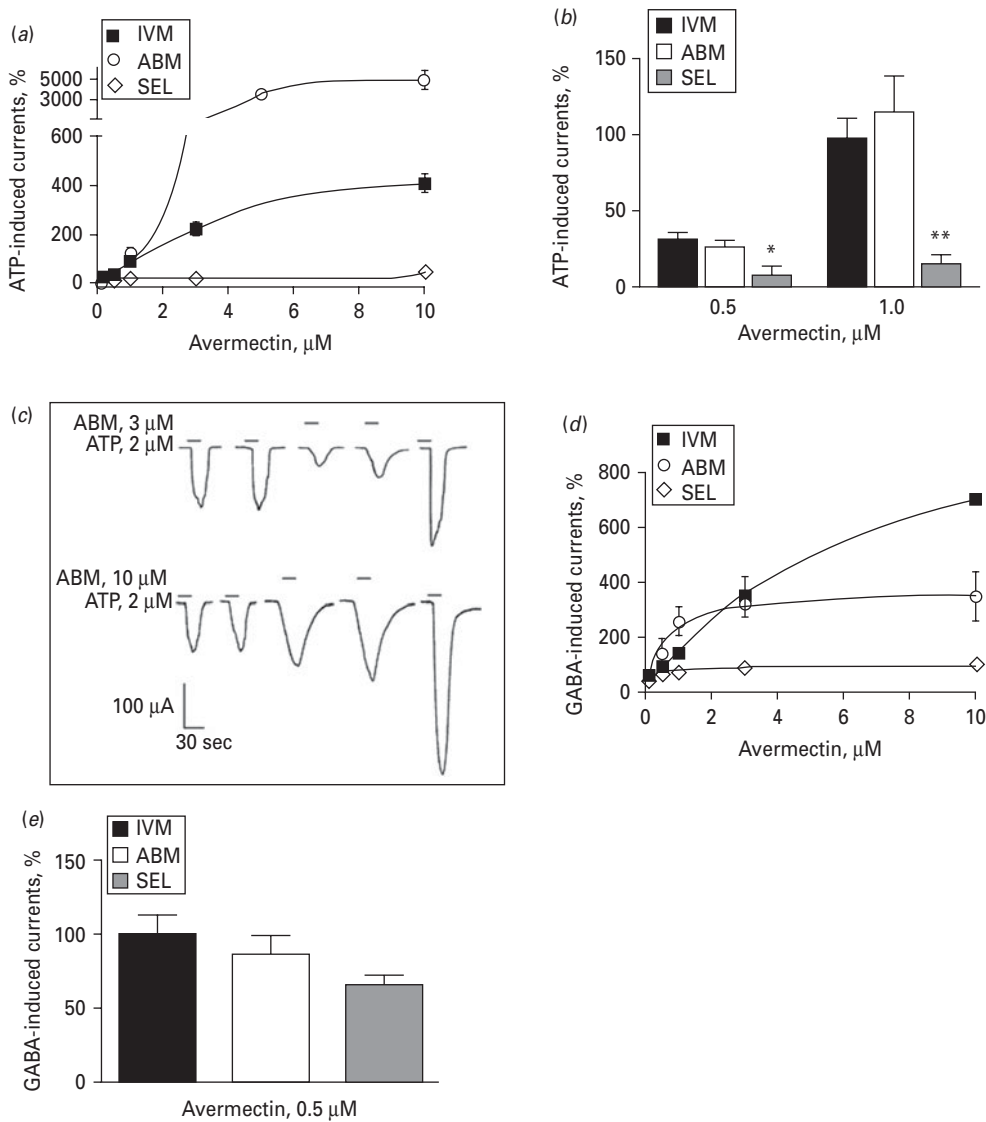 (a)
IVM
ABM
SEL
ATP-induced currents, %
5000
3000
600
400
200
0
0 2 4 6 8 10
Avermectin, μM
(b)
IVM
ABM
SEL
ATP-induced currents, %
150
100
50
0
*
**
0.5 1.0
Avermectin, μM
(c)
ABM, 3 μM
ATP, 2 μM
ABM, 10 μM
ATP, 2 μM
100 μA
30 sec
(d)
IVM
ABM
SEL
GABA-induced currents, %
800
600
400
200
0
0 2 4 6 8 10
Avermectin, μM
(e)
IVM
ABM
SEL
GABA-induced currents, %
150
100
50
0
Avermectin, 0.5 μM